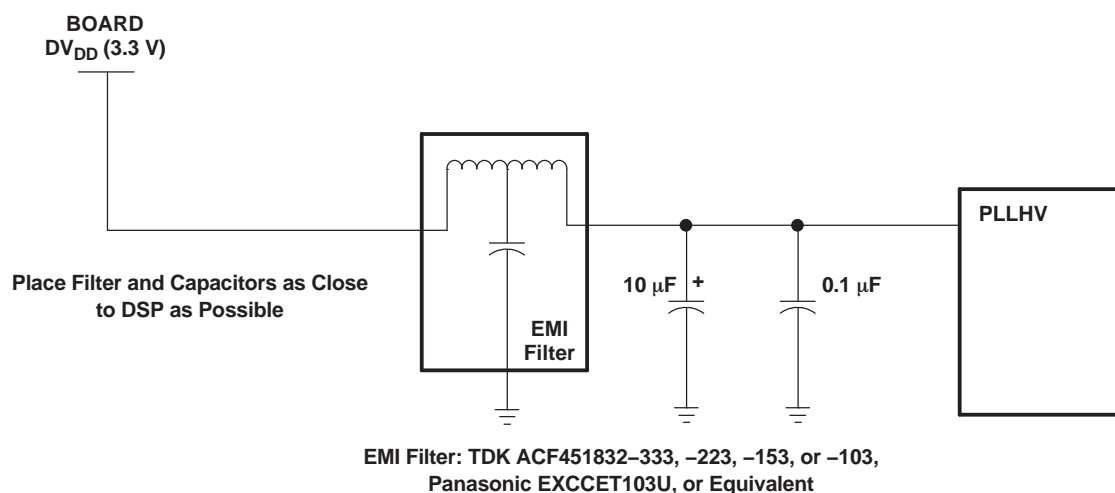 BOARD
DVDD (3.3 V)
PLLHV
Place Filter and Capacitors as Close
to DSP as Possible
10 μF +
0.1 μF
EMI
Filter
EMI Filter: TDK ACF451832–333, –223, –153, or –103,
Panasonic EXCCET103U, or Equivalent